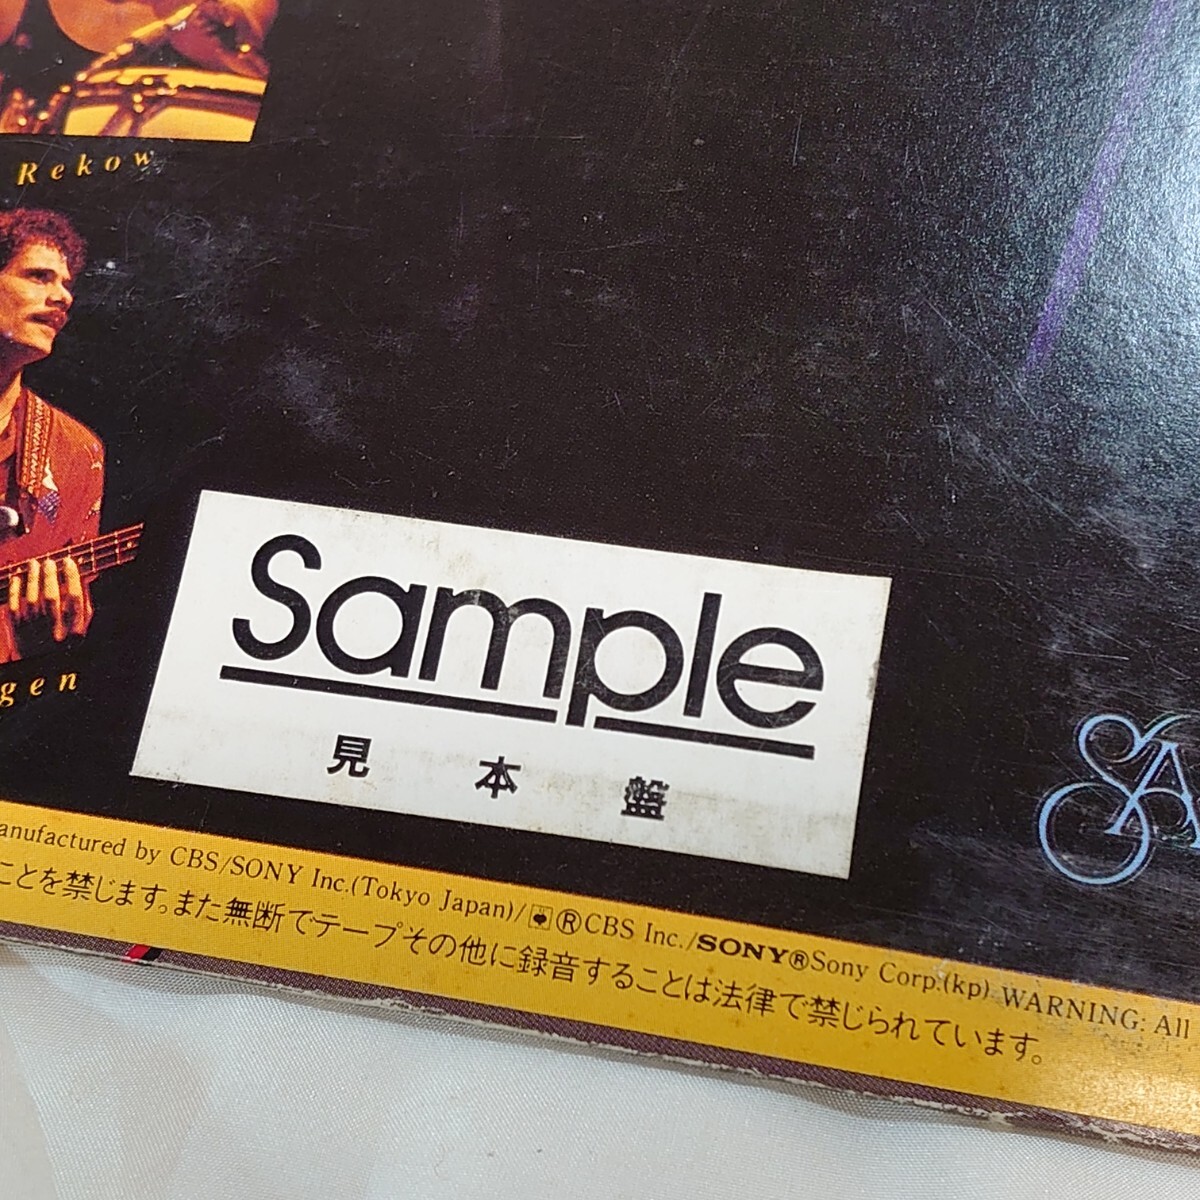 Rekow
gen
Sample
見本盤
anufactured by CBS/SONY Inc.(Tokyo Japan)/ ®CBS Inc./SONY®Sony Corp.(kp) WARNING: All
ことを禁じます。また無断でテープその他に録音することは法律で禁じられています。